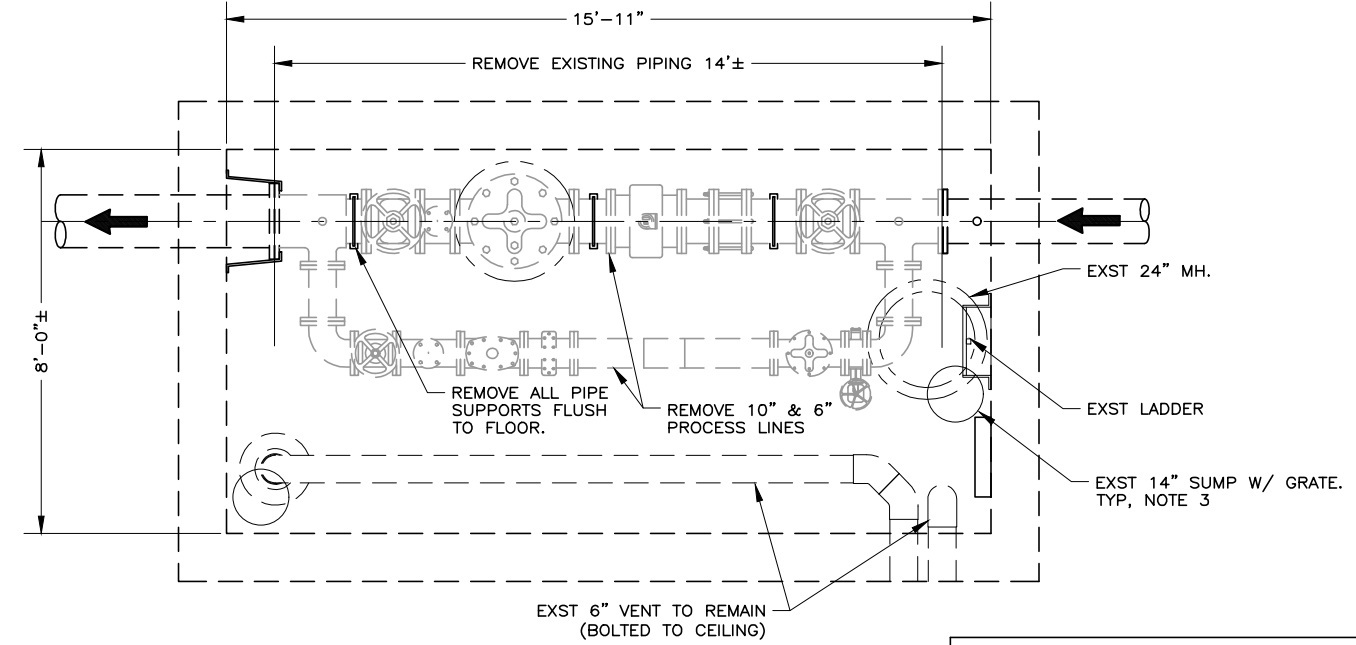 15'-11"
REMOVE EXISTING PIPING 14'±
8'-0"±
EXST 24" MH.
REMOVE ALL PIPE
SUPPORTS FLUSH
TO FLOOR.
REMOVE 10" & 6"
PROCESS LINES
EXST LADDER
EXST 14" SUMP W/ GRATE.
TYP, NOTE 3
EXST 6" VENT TO REMAIN
(BOLTED TO CEILING)